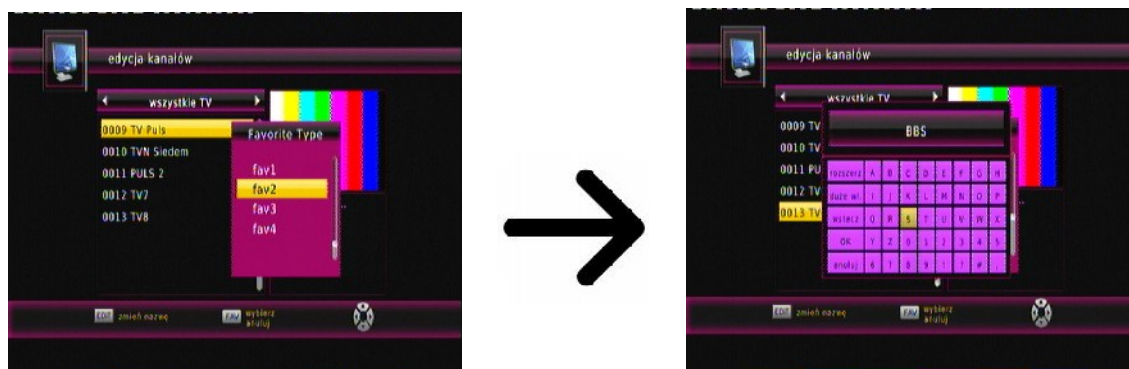 edycja kanałów
wszystkie TV
0009 TV Puls
0010 TVN Siedem
0011 PULS 2
0012 TV7
0013 TV8
Favorite Type
fav1
fav2
fav3
fav4
EDIT zmień nazwę
FAV wybierz
anuluj
edycja kanałów
wszystkie TV
0009 TV
0010 TV
0011 PU
0012 TV
0013 TV
BBS
rozszerz A B C D E F G H
duże wi I J K L M N O P
wstecz Q R S T U V W X
OK Y Z 0 1 2 3 4 5
anuluj 6 7 8 9 ! ? # .
EDIT zmień nazwę
FAV wybierz
anuluj